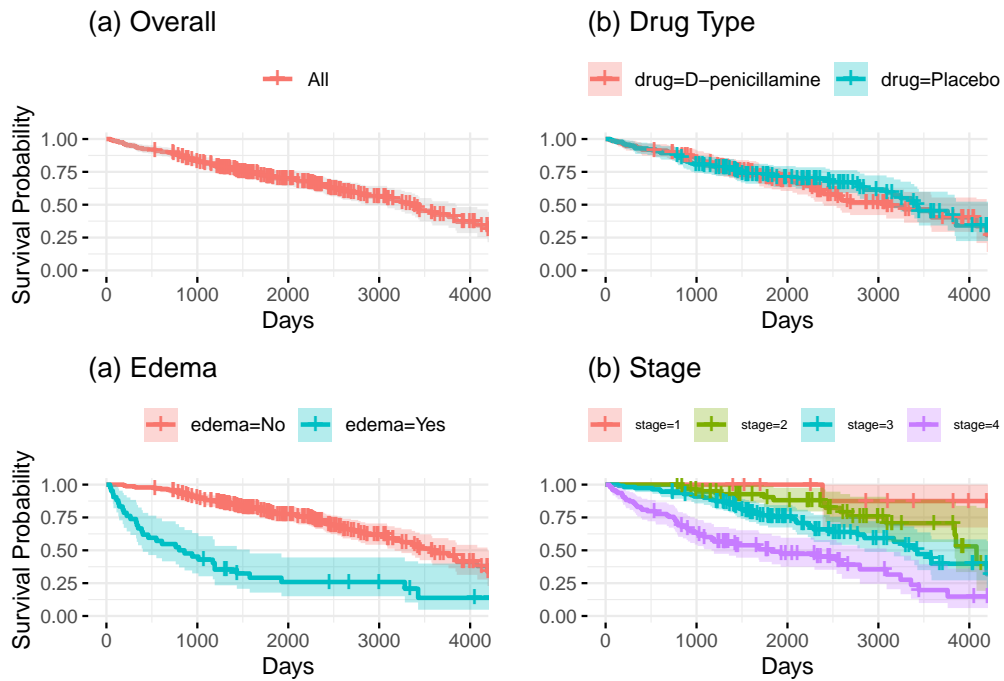 (a) Overall
All
Survival Probability
1.00
0.75
0.50
0.25
0.00
0 1000 2000 3000 4000
Days
(b) Drug Type
drug=D−penicillamine drug=Placebo
1.00
0.75
0.50
0.25
0.00
0 1000 2000 3000 4000
Days
(a) Edema
edema=No edema=Yes
Survival Probability
1.00
0.75
0.50
0.25
0.00
0 1000 2000 3000 4000
Days
(b) Stage
stage=1 stage=2 stage=3 stage=4
1.00
0.75
0.50
0.25
0.00
0 1000 2000 3000 4000
Days